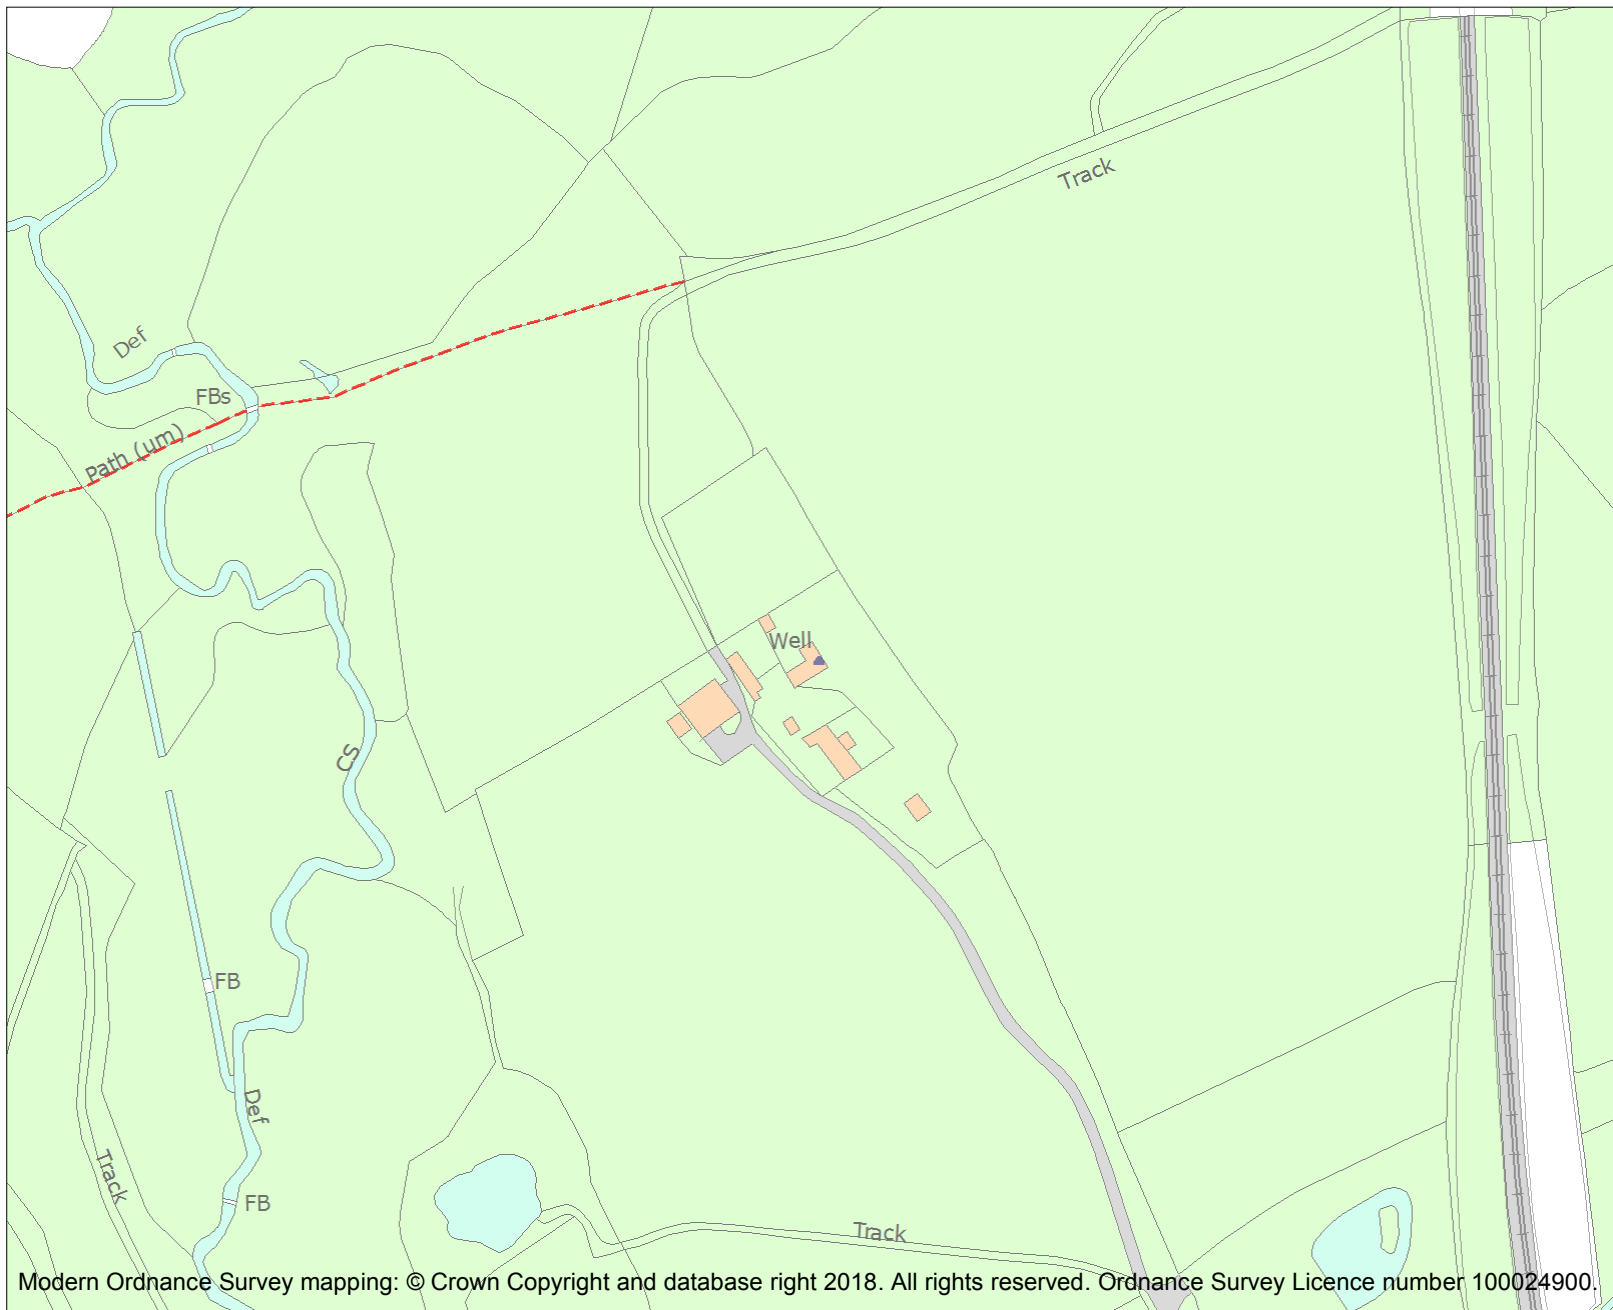 Track
Def
FBs
Path (um)
Well
CS
FB
Def
Track
FB
Track
Modern Ordnance Survey mapping: © Crown Copyright and database right 2018. All rights reserved. Ordnance Survey Licence number 100024900.